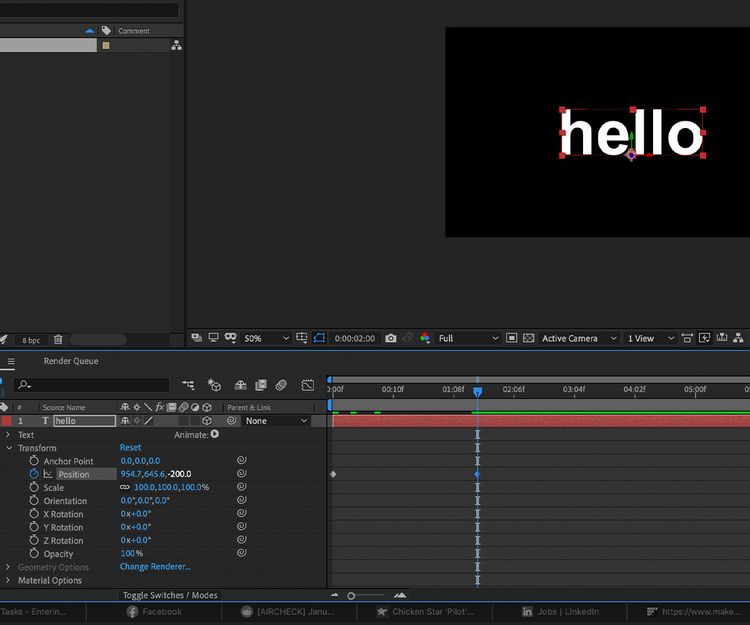 Comment
hello
8 bpc
50%
0:00:02:00
Full
Active Camera
1 View
Render Queue
:00f
00:10f
01:08f
02:06f
03:04f
04:02f
05:00f
#
Source Name
fx
Parent & Link
1
T
hello
None
Text
Animate:
Transform
Reset
Anchor Point
0.0,0.0,0.0
Position
954.7,645.6,-200.0
Scale
100.0,100.0,100.0%
Orientation
0.0°,0.0°,0.0°
X Rotation
0x+0.0°
Y Rotation
0x+0.0°
Z Rotation
0x+0.0°
Opacity
100%
Geometry Options
Change Renderer...
Material Options
Toggle Switches / Modes
Tasks - Enterin...
Facebook
[AIRCHECK] Janu...
Chicken Star 'Pilot'...
Jobs | LinkedIn
https://www.make...